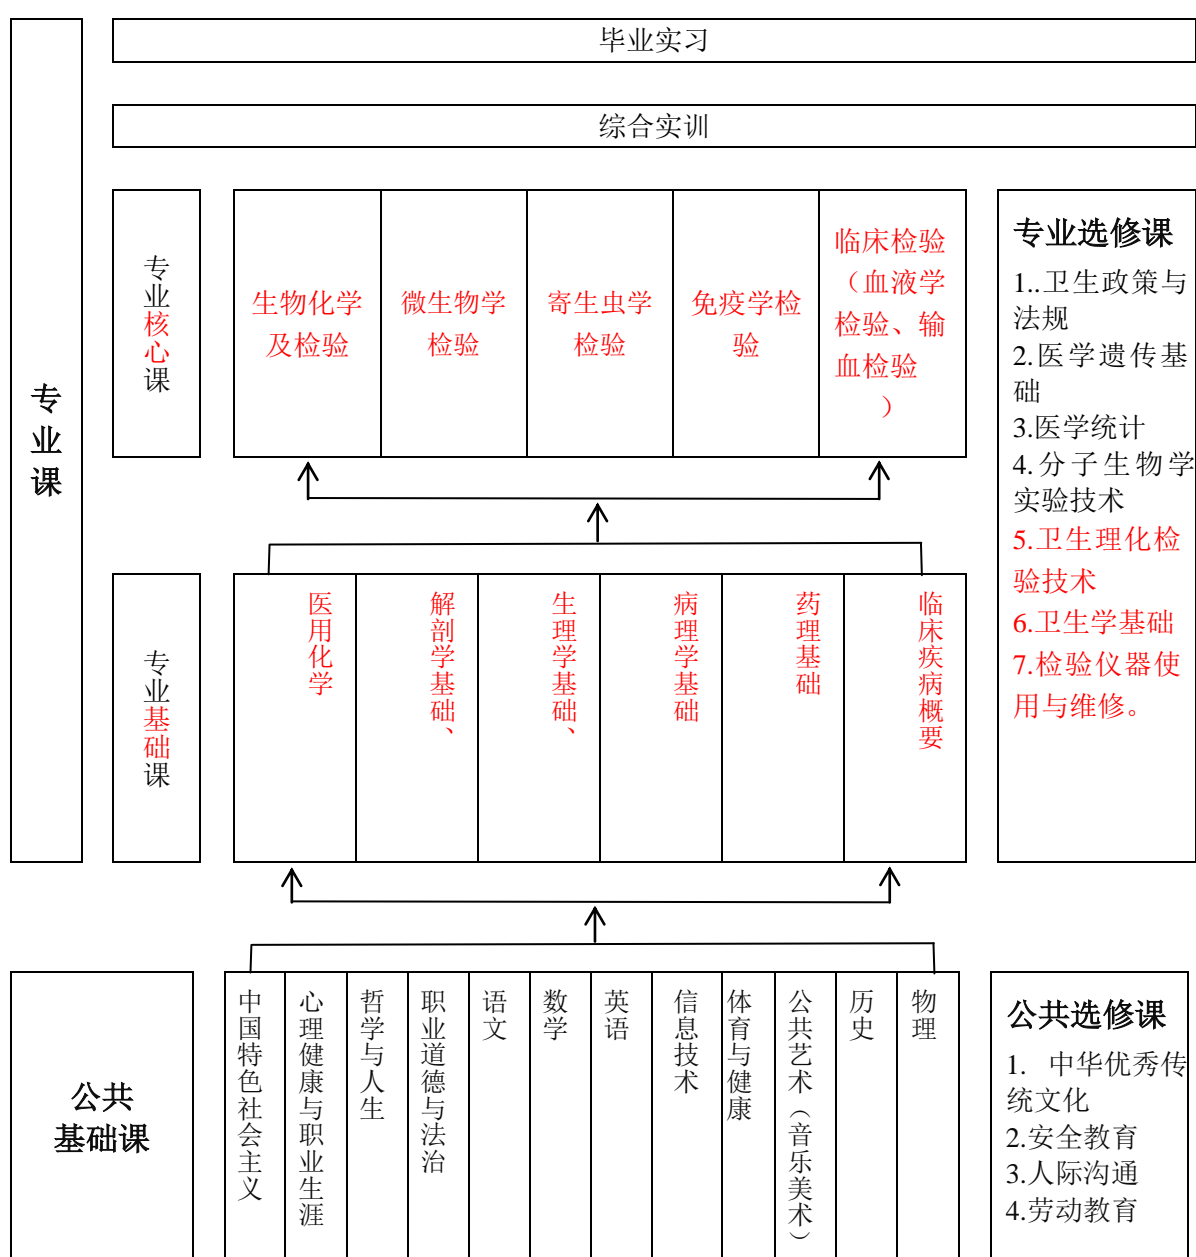 毕业实习
综合实训
专业课
专业核心课
生物化学
及检验
微生物学
检验
寄生虫学
检验
免疫学检
验
临床检验
（血液学
检验、输
血检验
）
专业选修课
1..卫生政策与
法规
2.医学遗传基
础
3.医学统计
4.分子生物学
实验技术
5.卫生理化检
验技术
6.卫生学基础
7.检验仪器使
用与维修。
专业基础课
医用化学
解剖学基础、
生理学基础、
病理学基础
药理基础
临床疾病概要
公共
基础课
中国特色社会主义
心理健康与职业生涯
哲学与人生
职业道德与法治
语文
数学
英语
信息技术
体育与健康
公共艺术（音乐美术）
历史
物理
公共选修课
1. 中华优秀传
统文化
2.安全教育
3.人际沟通
4.劳动教育